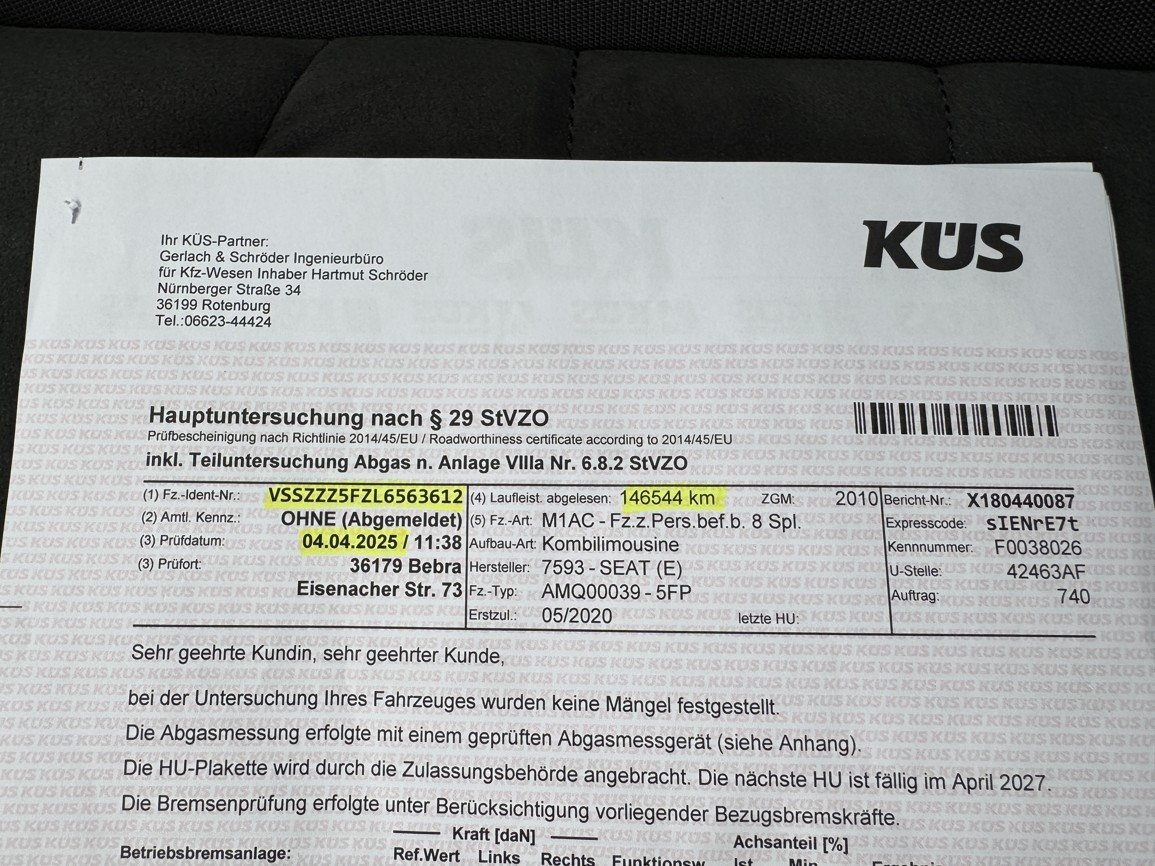 KÜS
Ihr KÜS-Partner:
Gerlach & Schröder Ingenieurbüro
für Kfz-Wesen Inhaber Hartmut Schröder
Nürnberger Straße 34
36199 Rotenburg
Tel.:06623-44424
Hauptuntersuchung nach § 29 StVZO
Prüfbescheinigung nach Richtlinie 2014/45/EU / Roadworthiness certificate according to 2014/45/EU
inkl. Teiluntersuchung Abgas n. Anlage VIIIa Nr. 6.8.2 StVZO
(1) Fz.-Ident-Nr.: VSSZZZ5FZL6563612
(2) Amtl. Kennz.: OHNE (Abgemeldet)
(3) Prüfdatum: 04.04.2025 / 11:38
(3) Prüfort: 36179 Bebra
Eisenacher Str. 73
(4) Laufleist. abgelesen: 146544 km ZGM: 2010
(5) Fz.-Art: M1AC - Fz.z.Pers.bef.b. 8 Spl.
Aufbau-Art: Kombilimousine
Hersteller: 7593 - SEAT (E)
Fz.-Typ: AMQ00039 - 5FP
Erstzul.: 05/2020 letzte HU:
Bericht-Nr.: X180440087
Expresscode: sIENrE7t
Kennnummer: F0038026
U-Stelle: 42463AF
Auftrag: 740
Sehr geehrte Kundin, sehr geehrter Kunde,
bei der Untersuchung Ihres Fahrzeuges wurden keine Mängel festgestellt.
Die Abgasmessung erfolgte mit einem geprüften Abgasmessgerät (siehe Anhang).
Die HU-Plakette wird durch die Zulassungsbehörde angebracht. Die nächste HU ist fällig im April 2027.
Die Bremsenprüfung erfolgte unter Berücksichtigung vorliegender Bezugsbremskräfte.
Kraft [daN] Achsanteil [%]
Betriebsbremsanlage: Ref.Wert Links Rechts Funktionsw. Ist Min